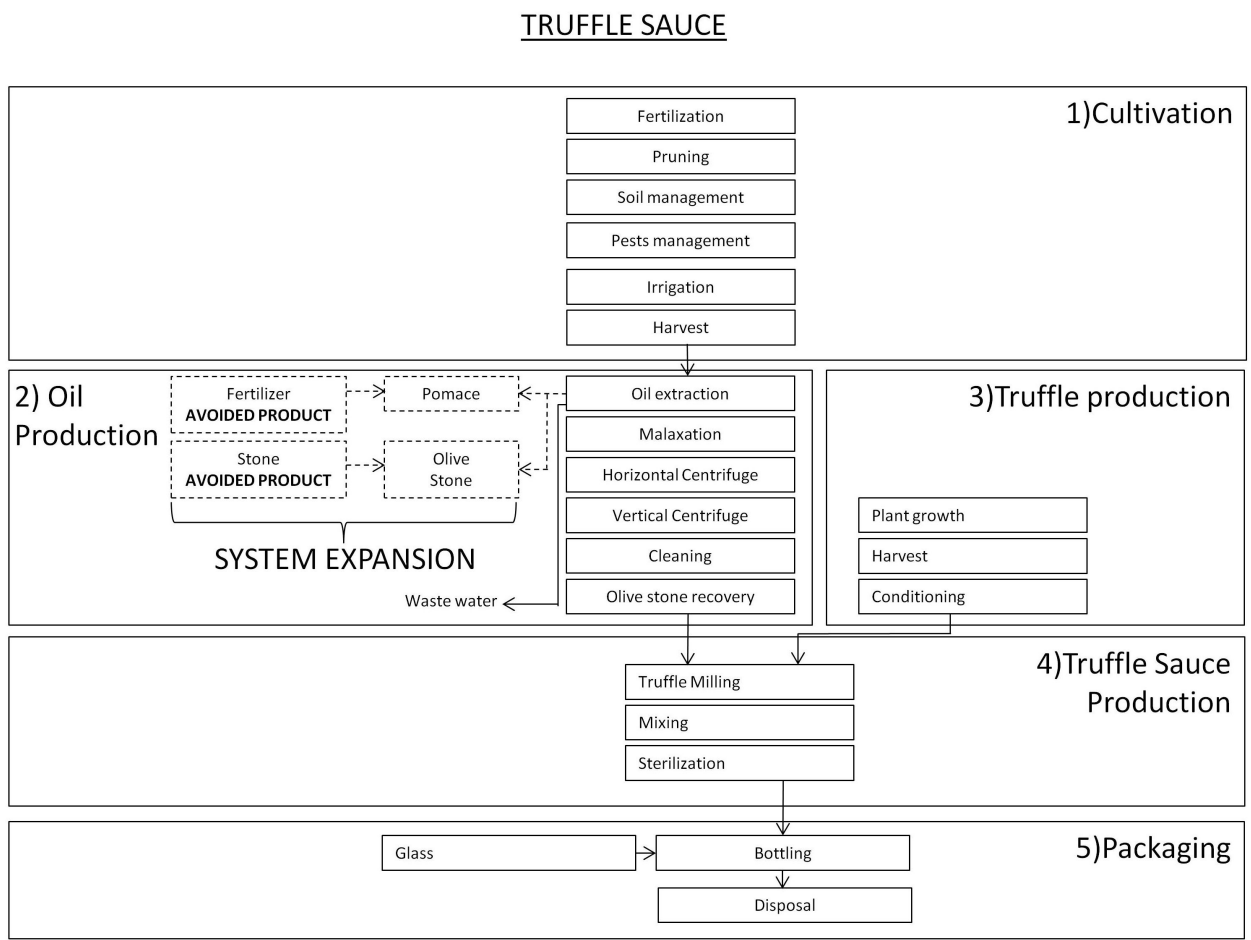 TRUFFLE SAUCE
1)Cultivation
Fertilization
Pruning
Soil management
Pests management
Irrigation
Harvest
2) Oil
Production
Fertilizer
AVOIDED PRODUCT
Pomace
Stone
AVOIDED PRODUCT
Olive
Stone
SYSTEM EXPANSION
Waste water
Oil extraction
Malaxation
Horizontal Centrifuge
Vertical Centrifuge
Cleaning
Olive stone recovery
3)Truffle production
Plant growth
Harvest
Conditioning
4)Truffle Sauce
Production
Truffle Milling
Mixing
Sterilization
5)Packaging
Glass
Bottling
Disposal